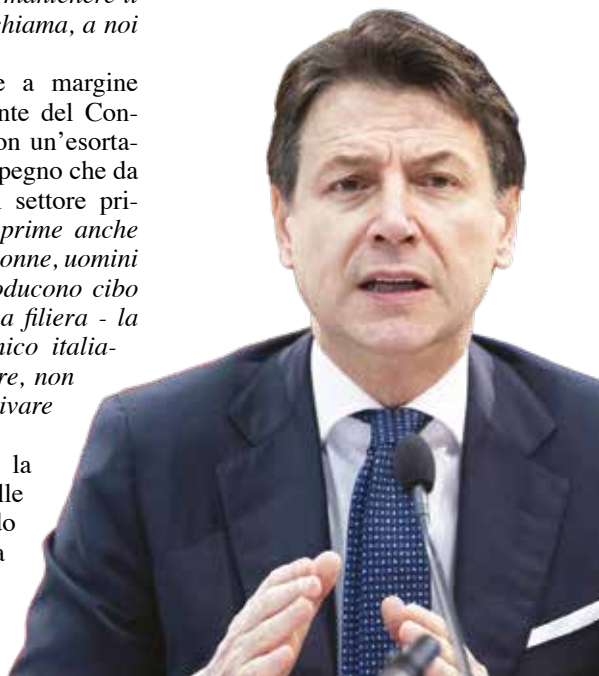 mantenere il
chiama, a noi
e a margine
nte del Con-
on un'esorta-
pegno che da
settore pri-
prime anche
onne, uomini
oducono cibo
a filiera - la
nico italia-
re, non
ivare
la
lle
lo
a